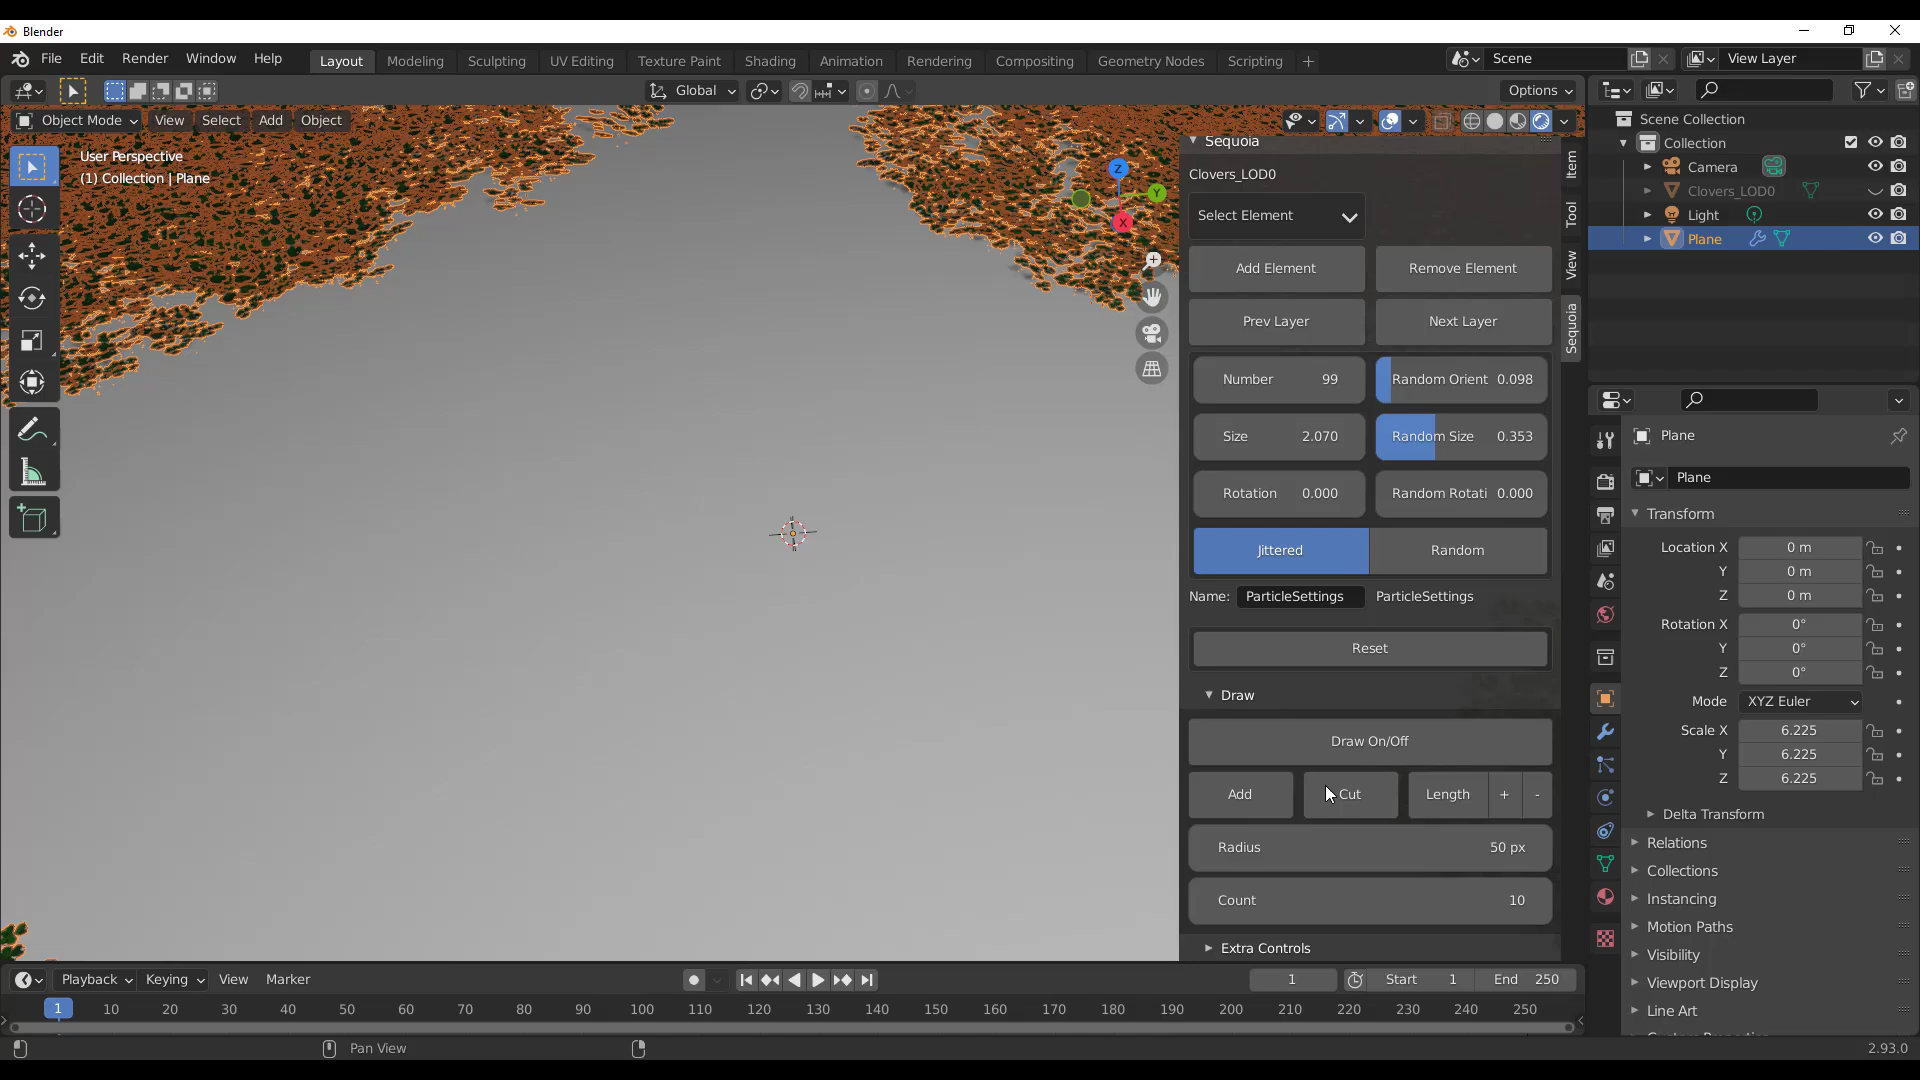 Blender
File Edit Render Window Help Layout Modeling Sculpting UV Editing Texture Paint Shading Animation Rendering Compositing Geometry Nodes Scripting + Scene View Layer
Global Options
Object Mode View Select Add Object
User Perspective
(1) Collection | Plane
Z
Y
X
Sequoia
Clovers_LOD0
Select Element
Add Element Remove Element
Prev Layer Next Layer
Number 99 Random Orient 0.098
Size 2.070 Random Size 0.353
Rotation 0.000 Random Rotati 0.000
Jittered Random
Name: ParticleSettings ParticleSettings
Reset
Draw
Draw On/Off
Add Cut Length + -
Radius 50 px
Count 10
Extra Controls
Item
Tool
View
Sequoia
Scene Collection
Collection
Camera
Clovers_LOD0
Light
Plane
Plane
Plane
Transform
Location X 0 m
Y 0 m
Z 0 m
Rotation X 0°
Y 0°
Z 0°
Mode XYZ Euler
Scale X 6.225
Y 6.225
Z 6.225
Delta Transform
Relations
Collections
Instancing
Motion Paths
Visibility
Viewport Display
Line Art
Playback Keying View Marker 1 Start 1 End 250
1 10 20 30 40 50 60 70 80 90 100 110 120 130 140 150 160 170 180 190 200 210 220 230 240 250
Pan View
2.93.0